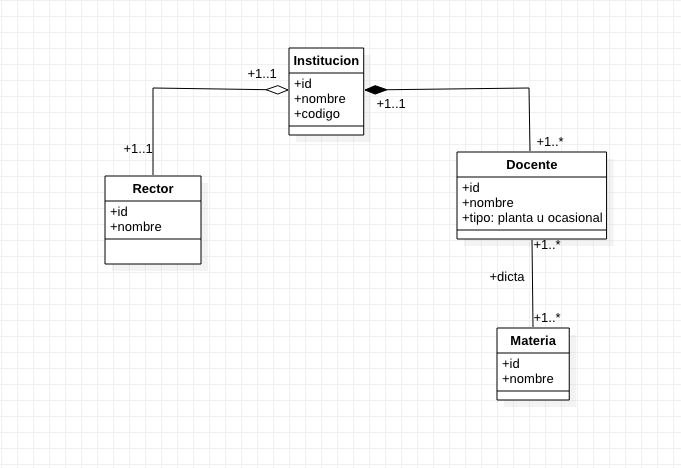 Institucion
+id
+nombre
+codigo
+1..1
+1..1
+1..1
+1..*
Rector
+id
+nombre
Docente
+id
+nombre
+tipo: planta u ocasional
+1..*
+dicta
+1..*
Materia
+id
+nombre